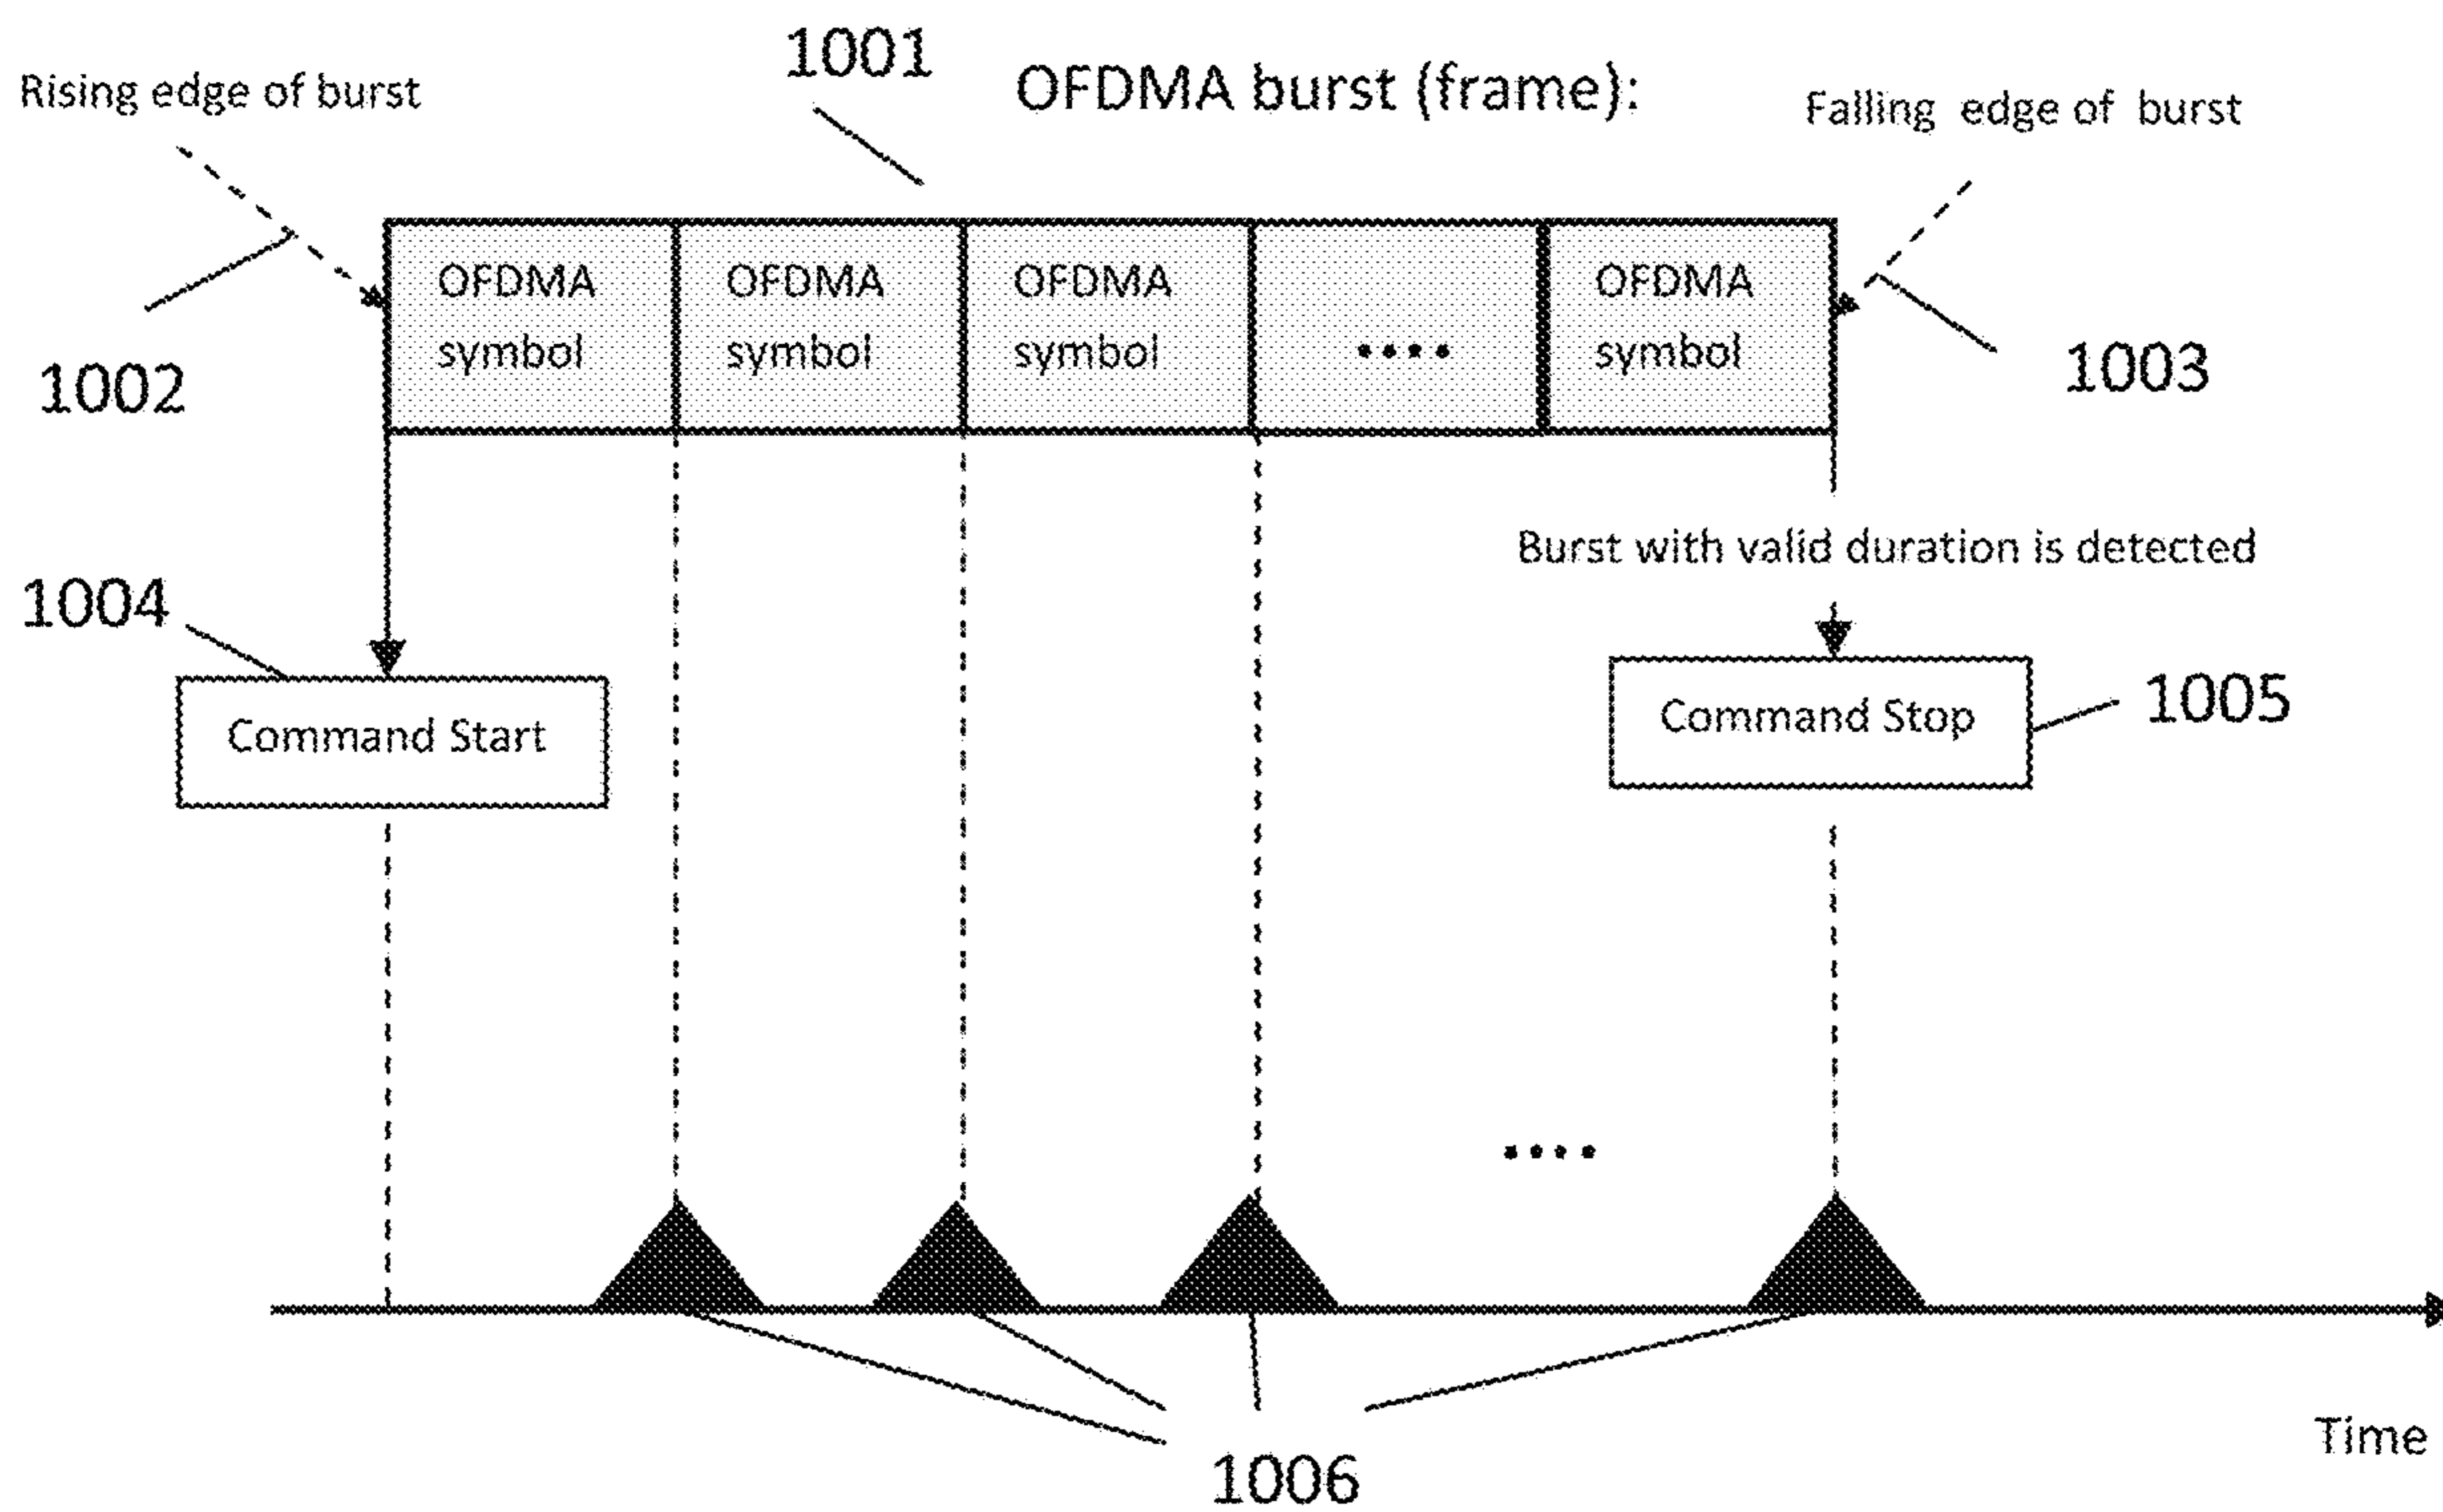 1001
OFDMA burst (frame):
Rising edge of burst
Falling edge of burst
OFDMA
symbol
OFDMA
symbol
OFDMA
symbol
....
OFDMA
symbol
1002
1003
Burst with valid duration is detected
1004
Command Start
Command Stop
1005
....
Time
1006